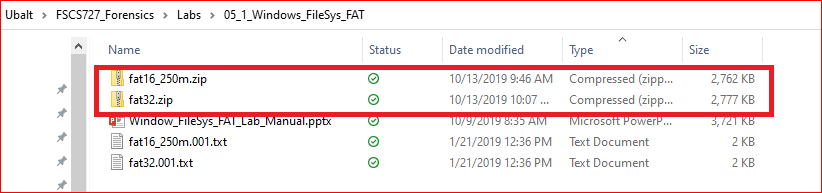 Ubalt > FSCS727_Forensics > Labs > 05_1_Windows_FileSys_FAT
Name Status Date modified Type Size
fat16_250m.zip 10/13/2019 9:46 AM Compressed (zipp... 2,762 KB
fat32.zip 10/13/2019 10:07 ... Compressed (zipp... 2,777 KB
Window_FileSys_FAT_Lab_Manual.pptx 10/9/2019 8:35 AM Microsoft PowerP... 3,721 KB
fat16_250m.001.txt 1/21/2019 12:36 PM Text Document 2 KB
fat32.001.txt 1/21/2019 12:36 PM Text Document 2 KB